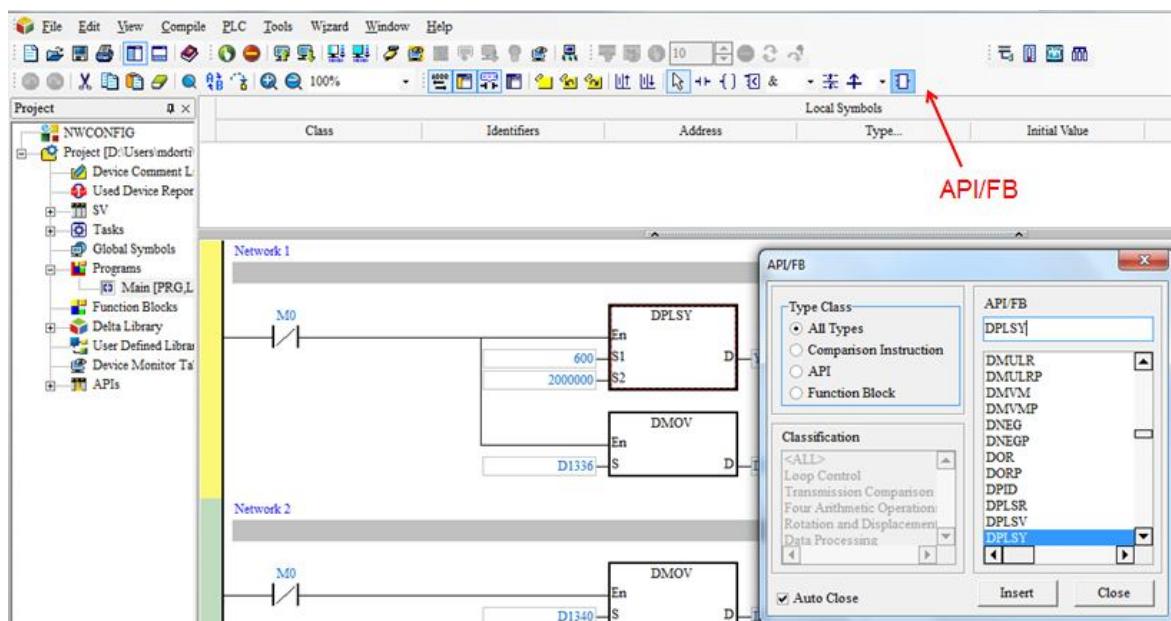 File Edit View Compile PLC Tools Wizard Window Help
10
100%
&
Project
Local Symbols
Class Identifiers Address Type... Initial Value
NWCONFIG
Project [D:\Users\mdorti
Device Comment L
Used Device Repor
SV
Tasks
Global Symbols
Programs
Main [PRG,L
Function Blocks
Delta Library
User Defined Librar
Device Monitor Ta
APIs
API/FB
Network 1
M0
DPLSY
En
600 S1 D
2000000 S2
DMOV
En
D1336 S D
Network 2
M0
DMOV
En
D1340 S D
API/FB
Type Class
All Types
Comparison Instruction
API
Function Block
Classification
<ALL>
Loop Control
Transmission Comparison
Four Arithmetic Operation
Rotation and Displacement
Data Processing
Auto Close
API/FB
DPLSY
DMULR
DMULRP
DMVM
DMVMP
DNEG
DNEGP
DOR
DORP
DPID
DPLSR
DPLSV
DPLSY
Insert Close